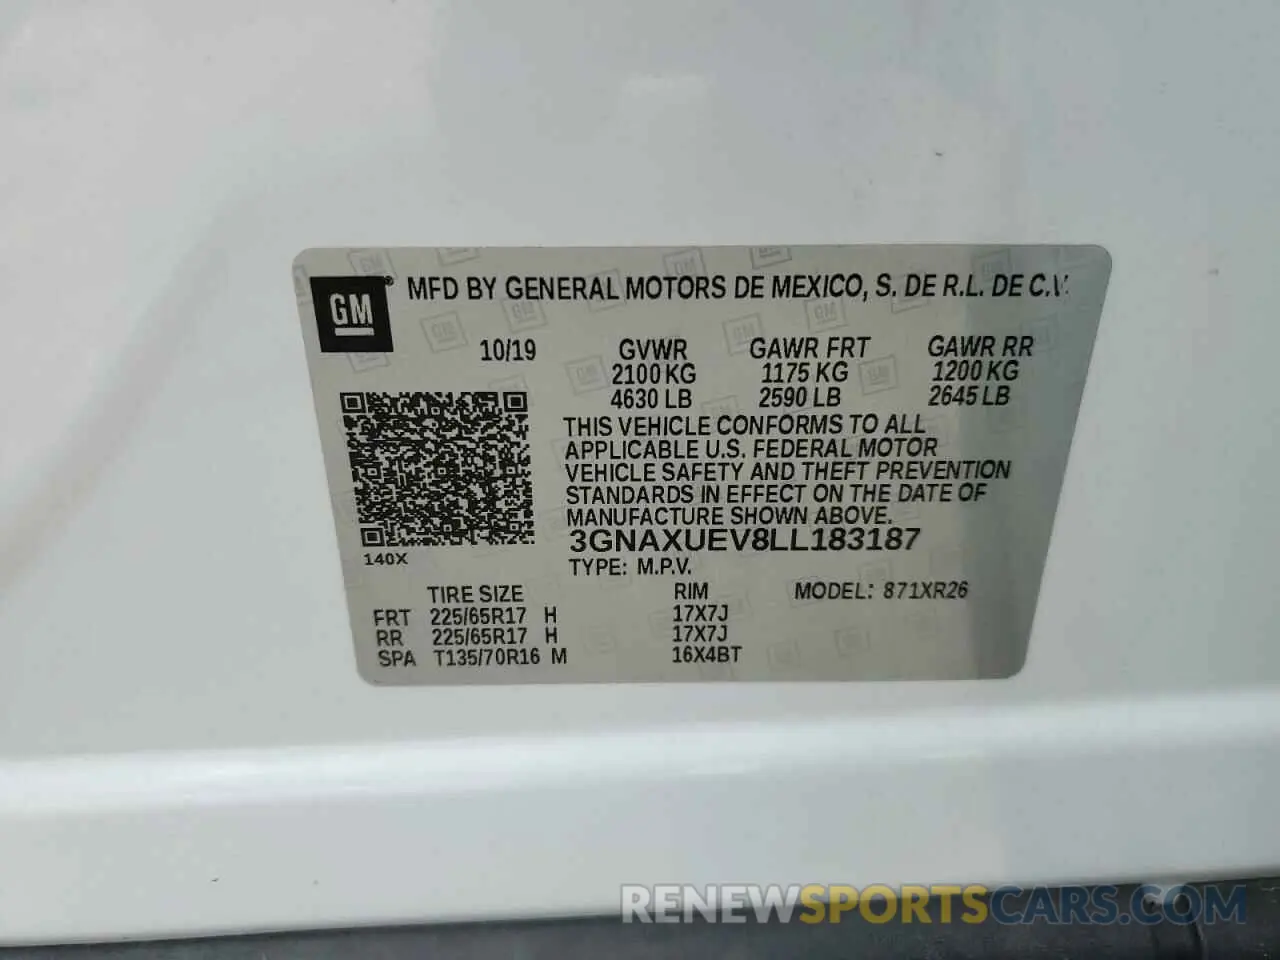 GM ® MFD BY GENERAL MOTORS DE MEXICO, S. DE R.L. DE C.V.
10/19 GVWR GAWR FRT GAWR RR
2100 KG 1175 KG 1200 KG
4630 LB 2590 LB 2645 LB
THIS VEHICLE CONFORMS TO ALL
APPLICABLE U.S. FEDERAL MOTOR
VEHICLE SAFETY AND THEFT PREVENTION
STANDARDS IN EFFECT ON THE DATE OF
MANUFACTURE SHOWN ABOVE.
3GNAXUEV8LL183187
140X
TYPE: M.P.V.
TIRE SIZE RIM MODEL: 871XR26
FRT 225/65R17 H 17X7J
RR 225/65R17 H 17X7J
SPA T135/70R16 M 16X4BT
RENEWSPORTSCARS.COM